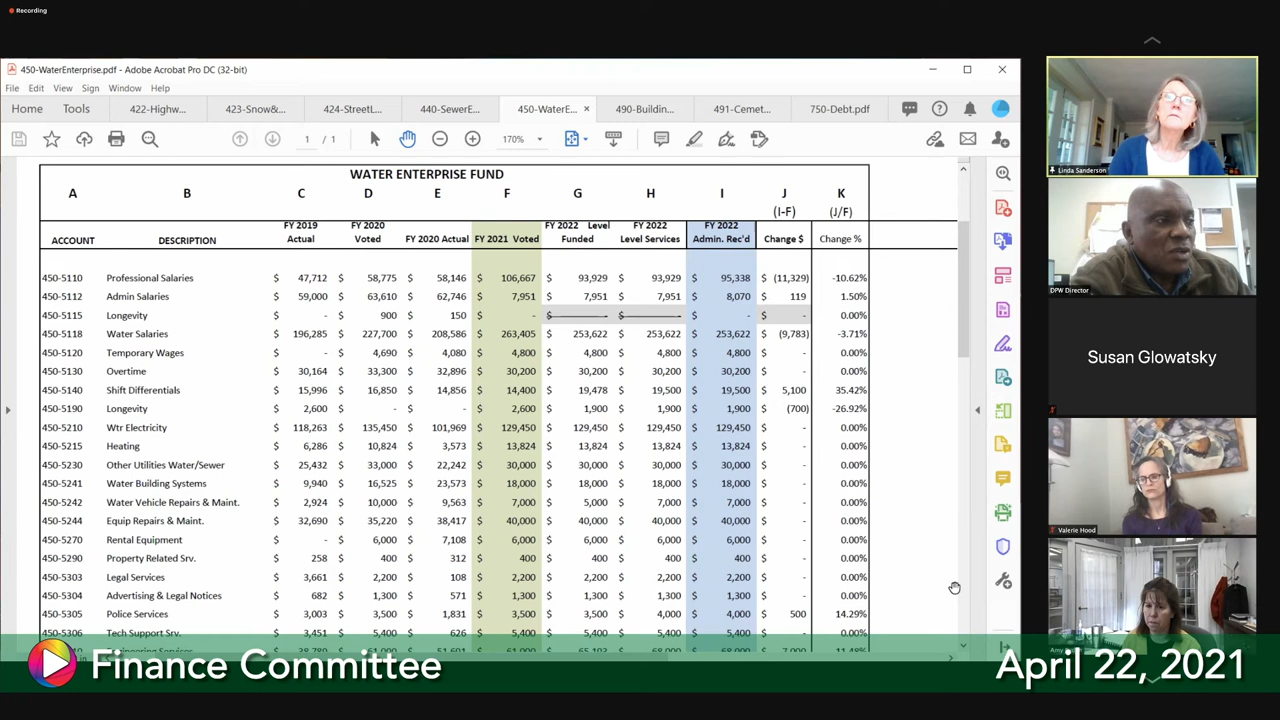 Recording
450-WaterEnterprise.pdf - Adobe Acrobat Pro DC (32-bit)
File Edit View Sign Window Help
Home Tools 422-Highw... 423-Snow&... 424-StreetL... 440-SewerE... 450-WaterE... × 490-Buildin... 491-Cemet... 750-Debt.pdf
1 / 1 170%
WATER ENTERPRISE FUND
A B C D E F G H I J K
(I-F) (J/F)
ACCOUNT DESCRIPTION FY 2019 Actual FY 2020 Voted FY 2020 Actual FY 2021 Voted FY 2022 Level Funded FY 2022 Level Services FY 2022 Admin. Rec'd Change $ Change %
450-5110 Professional Salaries $ 47,712 $ 58,775 $ 58,146 $ 106,667 $ 93,929 $ 93,929 $ 95,338 $ (11,329) -10.62%
450-5112 Admin Salaries $ 59,000 $ 63,610 $ 62,746 $ 7,951 $ 7,951 $ 7,951 $ 8,070 $ 119 1.50%
450-5115 Longevity $ - $ 900 $ 150 $ - $ $ $ - $ - 0.00%
450-5118 Water Salaries $ 196,285 $ 227,700 $ 208,586 $ 263,405 $ 253,622 $ 253,622 $ 253,622 $ (9,783) -3.71%
450-5120 Temporary Wages $ - $ 4,690 $ 4,080 $ 4,800 $ 4,800 $ 4,800 $ 4,800 $ - 0.00%
450-5130 Overtime $ 30,164 $ 33,300 $ 32,896 $ 30,200 $ 30,200 $ 30,200 $ 30,200 $ - 0.00%
450-5140 Shift Differentials $ 15,996 $ 16,850 $ 14,856 $ 14,400 $ 19,478 $ 19,500 $ 19,500 $ 5,100 35.42%
450-5190 Longevity $ 2,600 $ - $ - $ 2,600 $ 1,900 $ 1,900 $ 1,900 $ (700) -26.92%
450-5210 Wtr Electricity $ 118,263 $ 135,450 $ 101,969 $ 129,450 $ 129,450 $ 129,450 $ 129,450 $ - 0.00%
450-5215 Heating $ 6,286 $ 10,824 $ 3,573 $ 13,824 $ 13,824 $ 13,824 $ 13,824 $ - 0.00%
450-5230 Other Utilities Water/Sewer $ 25,432 $ 33,000 $ 22,242 $ 30,000 $ 30,000 $ 30,000 $ 30,000 $ - 0.00%
450-5241 Water Building Systems $ 9,940 $ 16,525 $ 23,573 $ 18,000 $ 18,000 $ 18,000 $ 18,000 $ - 0.00%
450-5242 Water Vehicle Repairs & Maint. $ 2,924 $ 10,000 $ 9,563 $ 7,000 $ 5,000 $ 7,000 $ 7,000 $ - 0.00%
450-5244 Equip Repairs & Maint. $ 32,690 $ 35,220 $ 38,417 $ 40,000 $ 40,000 $ 40,000 $ 40,000 $ - 0.00%
450-5270 Rental Equipment $ - $ 6,000 $ 7,108 $ 6,000 $ 6,000 $ 6,000 $ 6,000 $ - 0.00%
450-5290 Property Related Srv. $ 258 $ 400 $ 312 $ 400 $ 400 $ 400 $ 400 $ - 0.00%
450-5303 Legal Services $ 3,661 $ 2,200 $ 108 $ 2,200 $ 2,200 $ 2,200 $ 2,200 $ - 0.00%
450-5304 Advertising & Legal Notices $ 682 $ 1,300 $ 571 $ 1,300 $ 1,300 $ 1,300 $ 1,300 $ - 0.00%
450-5305 Police Services $ 3,003 $ 3,500 $ 1,831 $ 3,500 $ 3,500 $ 4,000 $ 4,000 $ 500 14.29%
450-5306 Tech Support Srv. $ 3,451 $ 5,400 $ 626 $ 5,400 $ 5,400 $ 5,400 $ 5,400 $ - 0.00%
Linda Sanderson
DPW Director
Susan Glowatsky
Valerie Hood
Amy
Finance Committee
April 22, 2021